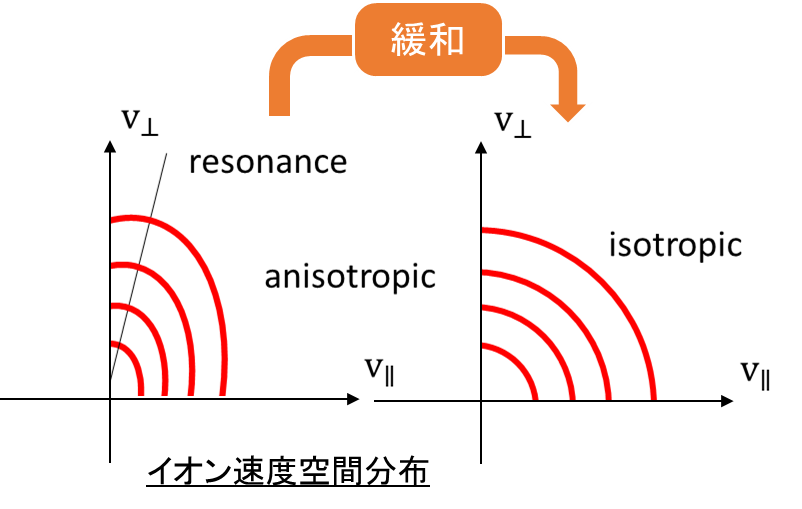 緩和
v⊥
resonance
anisotropic
v∥
v⊥
isotropic
v∥
イオン速度空間分布